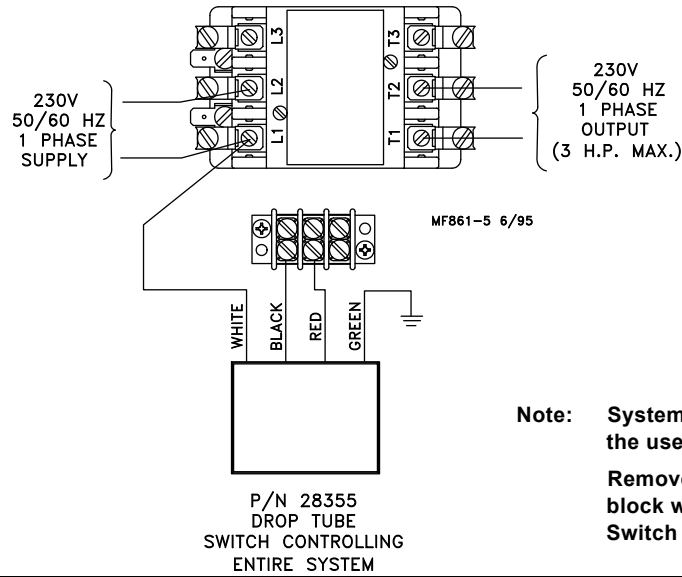 L3
T3
L2
T2
L1
T1
230V
50/60 HZ
1 PHASE
SUPPLY
230V
50/60 HZ
1 PHASE
OUTPUT
(3 H.P. MAX.)
MF861-5 6/95
WHITE
BLACK
RED
GREEN
P/N 28355
DROP TUBE
SWITCH CONTROLLING
ENTIRE SYSTEM
Note: System
the use
Remove
block w
Switch